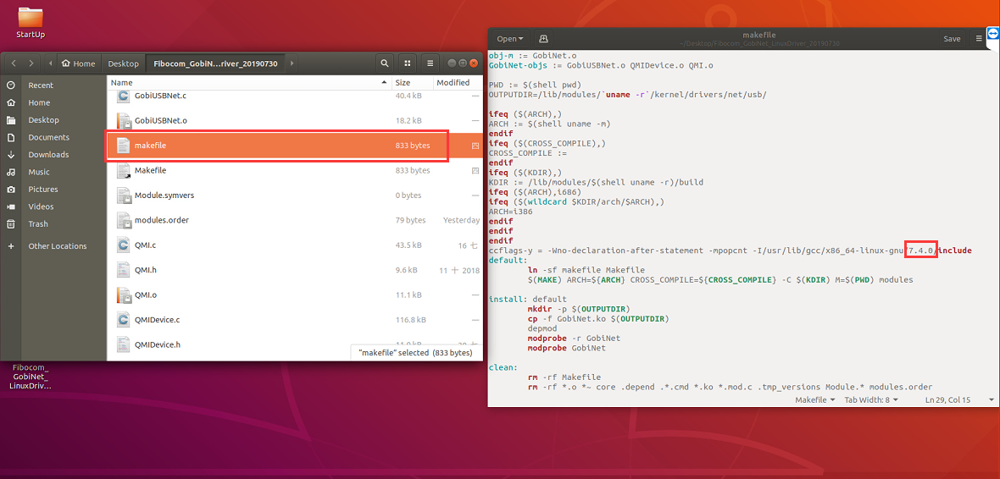 StartUp
Home
Desktop
Fibocom_GobiN…river_20190730
Name
Size
Modified
Recent
Home
Desktop
Documents
Downloads
Music
Pictures
Videos
Trash
Other Locations
GobiUSBNet.c 40.4 kB —
GobiUSBNet.o 18.2 kB —
makefile 833 bytes 四
Makefile 833 bytes 四
Module.symvers 0 bytes —
modules.order 79 bytes Yesterday
QMI.c 43.5 kB 16 七
QMI.h 9.6 kB 11 十 2018
QMI.o 11.1 kB —
QMIDevice.c 116.8 kB —
QMIDevice.h
"makefile" selected (833 bytes)
Fibocom_
GobiNet_
LinuxDriv…
Open
makefile
~/Desktop/Fibocom_GobiNet_LinuxDriver_20190730
Save
obj-m := GobiNet.o
GobiNet-objs := GobiUSBNet.o QMIDevice.o QMI.o
PWD := $(shell pwd)
OUTPUTDIR=/lib/modules/`uname -r`/kernel/drivers/net/usb/
ifeq ($(ARCH),)
ARCH := $(shell uname -m)
endif
ifeq ($(CROSS_COMPILE),)
CROSS_COMPILE :=
endif
ifeq ($(KDIR),)
KDIR := /lib/modules/$(shell uname -r)/build
ifeq ($(ARCH),i686)
ifeq ($(wildcard $KDIR/arch/$ARCH),)
ARCH=i386
endif
endif
endif
ccflags-y = -Wno-declaration-after-statement -mpopcnt -I/usr/lib/gcc/x86_64-linux-gnu/7.4.0/include
default:
ln -sf makefile Makefile
$(MAKE) ARCH=${ARCH} CROSS_COMPILE=${CROSS_COMPILE} -C $(KDIR) M=$(PWD) modules
install: default
mkdir -p $(OUTPUTDIR)
cp -f GobiNet.ko $(OUTPUTDIR)
depmod
modprobe -r GobiNet
modprobe GobiNet
clean:
rm -rf Makefile
rm -rf *.o *~ core .depend .*.cmd *.ko *.mod.c .tmp_versions Module.* modules.order
Makefile
Tab Width: 8
Ln 29, Col 15